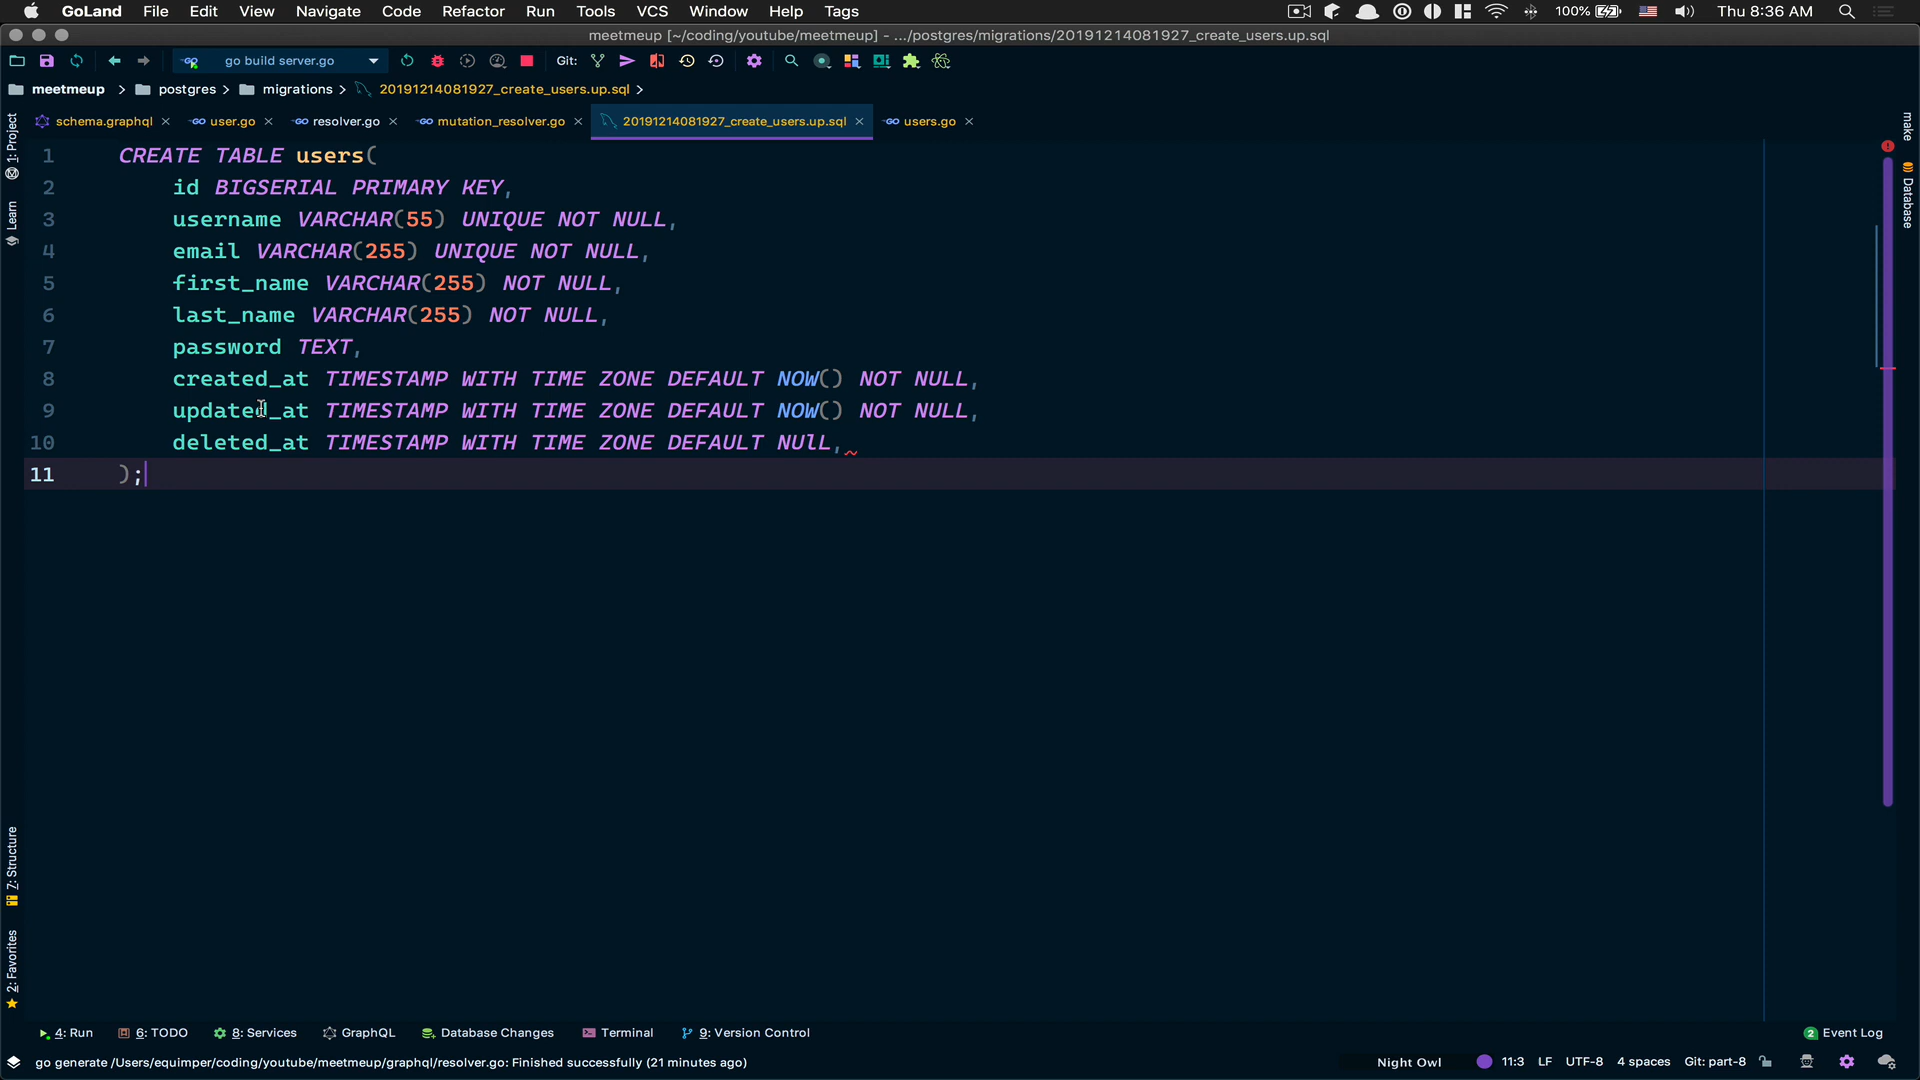 GoLand File Edit View Navigate Code Refactor Run Tools VCS Window Help Tags 100% Thu 8:36 AM
meetmeup [~/coding/youtube/meetmeup] - .../postgres/migrations/20191214081927_create_users.up.sql
go build server.go Git:
meetmeup postgres migrations 20191214081927_create_users.up.sql
schema.graphql user.go resolver.go mutation_resolver.go 20191214081927_create_users.up.sql users.go
1 CREATE TABLE users(
2 id BIGSERIAL PRIMARY KEY,
3 username VARCHAR(55) UNIQUE NOT NULL,
4 email VARCHAR(255) UNIQUE NOT NULL,
5 first_name VARCHAR(255) NOT NULL,
6 last_name VARCHAR(255) NOT NULL,
7 password TEXT,
8 created_at TIMESTAMP WITH TIME ZONE DEFAULT NOW() NOT NULL,
9 updated_at TIMESTAMP WITH TIME ZONE DEFAULT NOW() NOT NULL,
10 deleted_at TIMESTAMP WITH TIME ZONE DEFAULT NUlL,
11 );
1: Project
Learn
7: Structure
2: Favorites
make
Database
4: Run 6: TODO 8: Services GraphQL Database Changes Terminal 9: Version Control 2 Event Log
go generate /Users/equimper/coding/youtube/meetmeup/graphql/resolver.go: Finished successfully (21 minutes ago) Night Owl 11:3 LF UTF-8 4 spaces Git: part-8